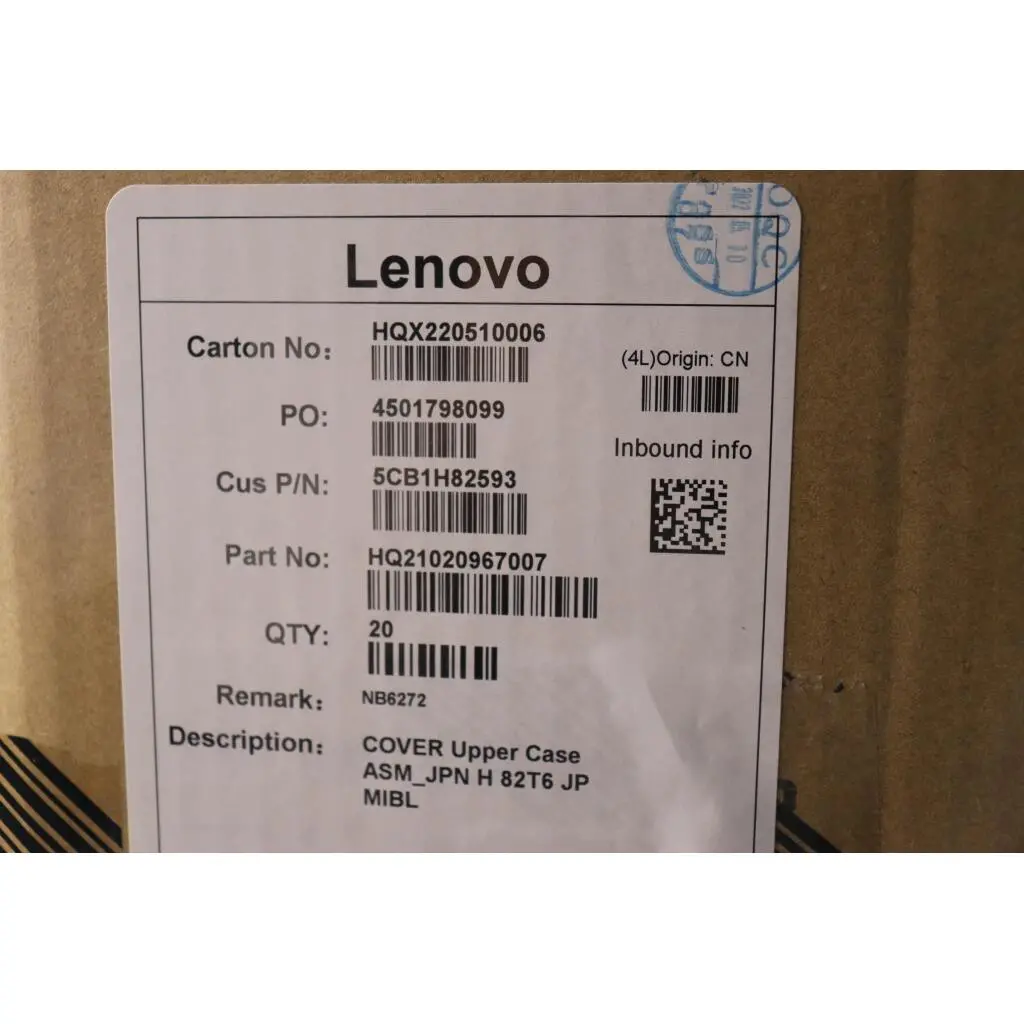 Lenovo
Carton No: HQX220510006
(4L)Origin: CN
PO: 4501798099
Inbound info
Cus P/N: 5CB1H82593
Part No: HQ21020967007
QTY: 20
Remark: NB6272
Description: COVER Upper Case
ASM_JPN H 82T6 JP
MIBL
OQC